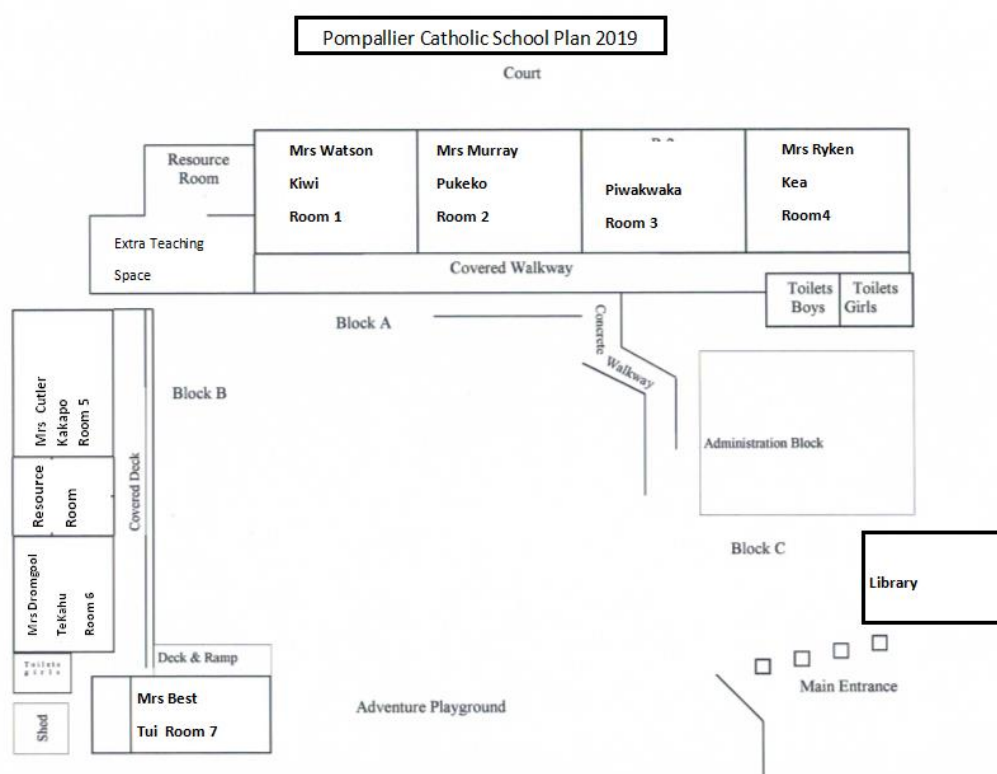 Pompallier Catholic School Plan 2019
Court
Resource
Room
Mrs Watson
Kiwi
Room 1
Mrs Murray
Pukeko
Room 2
Piwakwaka
Room 3
Mrs Ryken
Kea
Room4
Extra Teaching
Space
Covered Walkway
Toilets
Boys
Toilets
Girls
Block A
Concrete
Walkway
Block B
Mrs Cutler
Kakapo
Room 5
Resource
Room
Covered Deck
Mrs Dromgool
TeKahu
Room 6
Administration Block
Block C
Library
Toilets
girls
Deck & Ramp
Shed
Mrs Best
Tui Room 7
Adventure Playground
Main Entrance